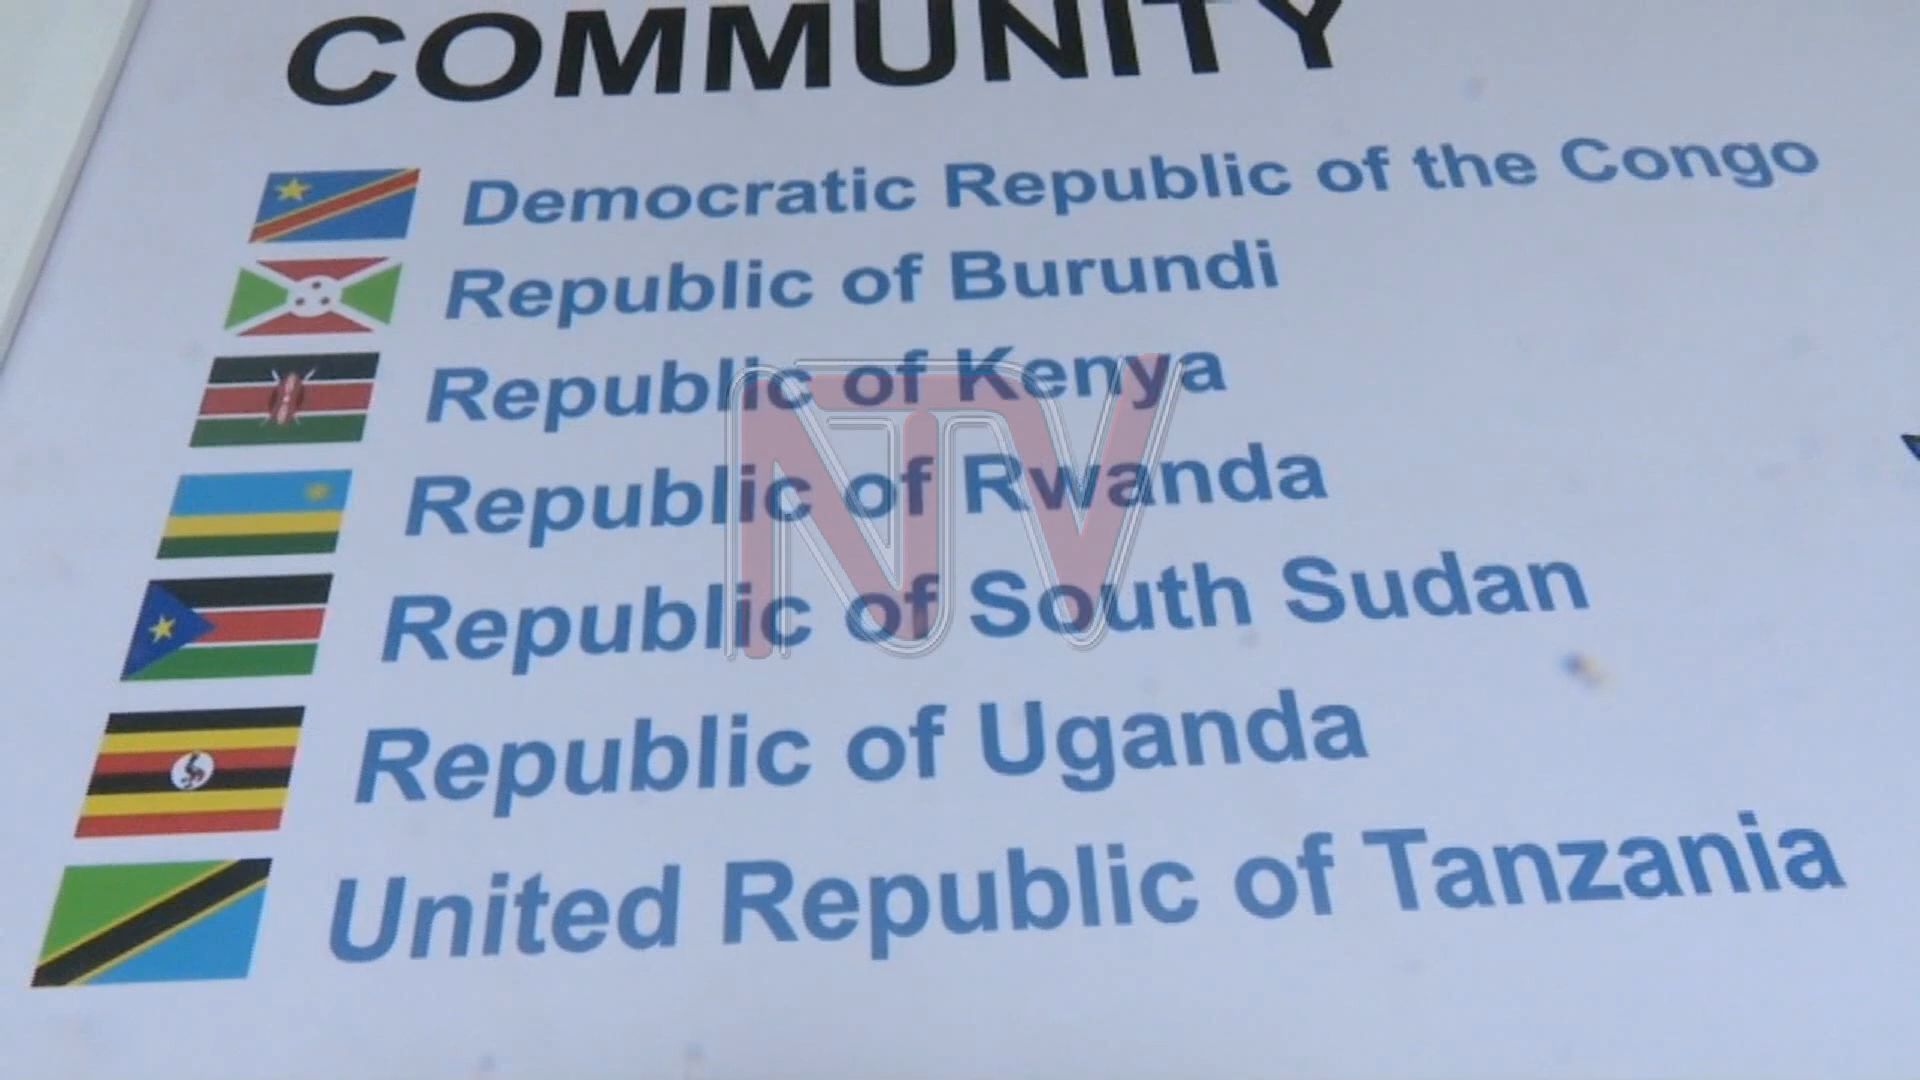 COMMUNITY
Democratic Republic of the Congo
Republic of Burundi
Republic of Kenya
Republic of Rwanda
Republic of South Sudan
Republic of Uganda
United Republic of Tanzania
NTV